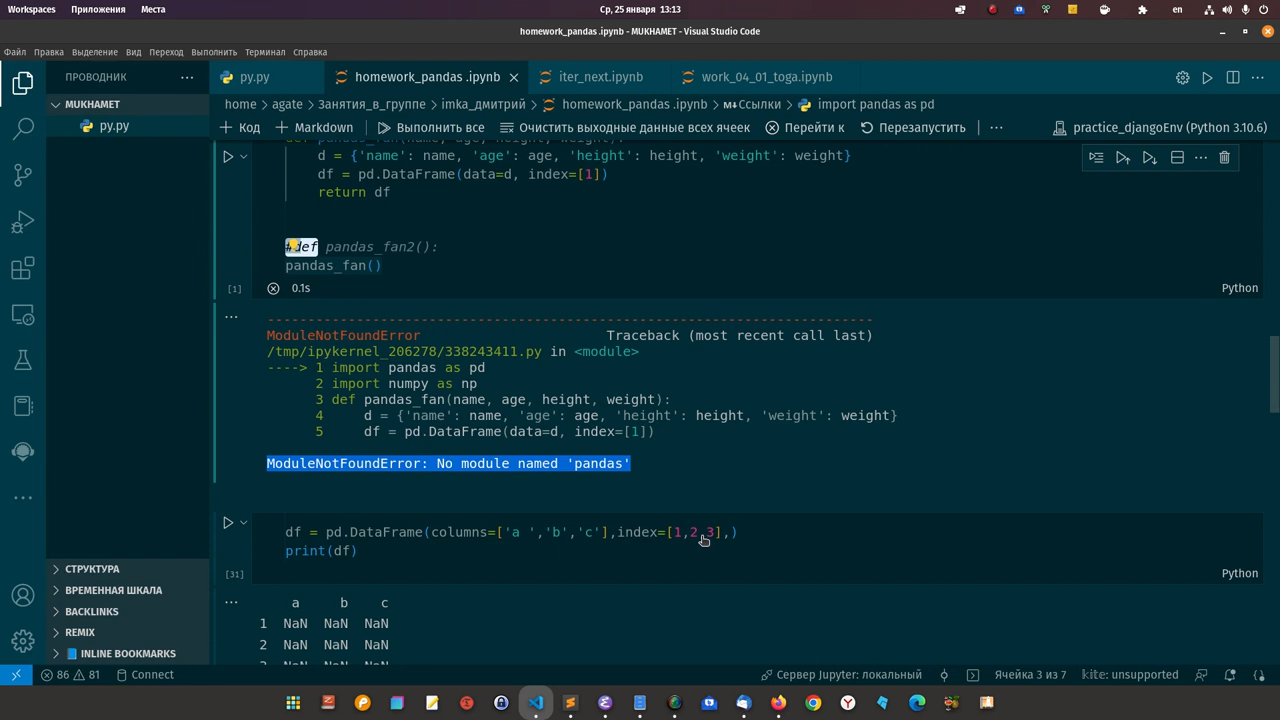 Workspaces Приложения Места
Ср, 25 января 13:13
en
homework_pandas .ipynb - MUKHAMET - Visual Studio Code
Файл Правка Выделение Вид Переход Выполнить Терминал Справка
ПРОВОДНИК
py.py
homework_pandas .ipynb
iter_next.ipynb
work_04_01_toga.ipynb
MUKHAMET
home > agate > Занятия_в_группе > imka_дмитрий > homework_pandas .ipynb > M↓Ссылки > import pandas as pd
py.py
+ Код + Markdown Выполнить все Очистить выходные данные всех ячеек Перейти к Перезапустить ··· practice_djangoEnv (Python 3.10.6)
d = {'name': name, 'age': age, 'height': height, 'weight': weight}
df = pd.DataFrame(data=d, index=[1])
return df
#def pandas_fan2():
pandas_fan()
[1] 0.1s Python
---------------------------------------------------------------------------
ModuleNotFoundError Traceback (most recent call last)
/tmp/ipykernel_206278/338243411.py in <module>
----> 1 import pandas as pd
2 import numpy as np
3 def pandas_fan(name, age, height, weight):
4 d = {'name': name, 'age': age, 'height': height, 'weight': weight}
5 df = pd.DataFrame(data=d, index=[1])
ModuleNotFoundError: No module named 'pandas'
df = pd.DataFrame(columns=['a ','b','c'],index=[1,2,3],)
print(df)
[31] Python
a b c
1 NaN NaN NaN
2 NaN NaN NaN
СТРУКТУРА
ВРЕМЕННАЯ ШКАЛА
BACKLINKS
REMIX
INLINE BOOKMARKS
86 81 Connect
Сервер Jupyter: локальный
Ячейка 3 из 7
kite: unsupported